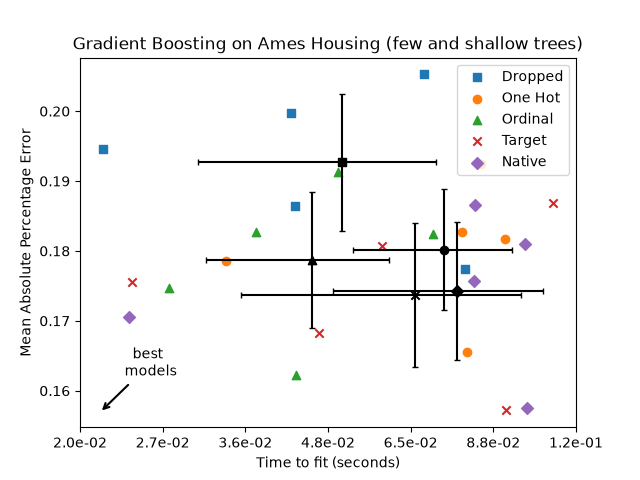 Gradient Boosting on Ames Housing (few and shallow trees)
Mean Absolute Percentage Error
0.20
0.19
0.18
0.17
0.16
Dropped
One Hot
Ordinal
Target
Native
best
models
2.0e-02 2.7e-02 3.6e-02 4.8e-02 6.5e-02 8.8e-02 1.2e-01
Time to fit (seconds)